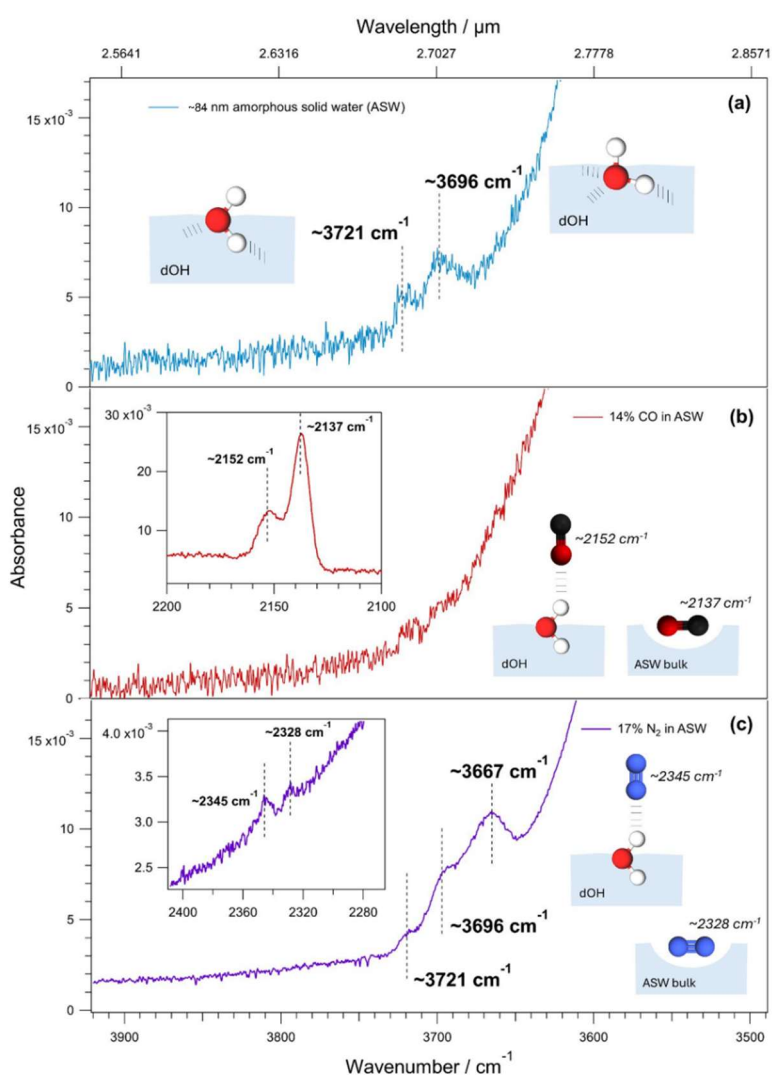 Wavelength / µm
2.5641 2.6316 2.7027 2.7778 2.8571
(a)
~84 nm amorphous solid water (ASW)
15 x10-3
~3696 cm-1
~3721 cm-1
10
dOH
dOH
5
0
Absorbance
(b)
14% CO in ASW
15 x10-3
30 x10-3
~2137 cm-1
~2152 cm-1
20
10
2200 2150 2100
10
~2152 cm-1
~2137 cm-1
5
dOH
ASW bulk
0
(c)
17% N2 in ASW
15 x10-3
4.0 x10-3
~2328 cm-1
~2345 cm-1
3.5
3.0
2.5
2400 2360 2320 2280
~3667 cm-1
~2345 cm-1
10
dOH
~3696 cm-1
~2328 cm-1
5
~3721 cm-1
ASW bulk
0
3900 3800 3700 3600 3500
Wavenumber / cm-1